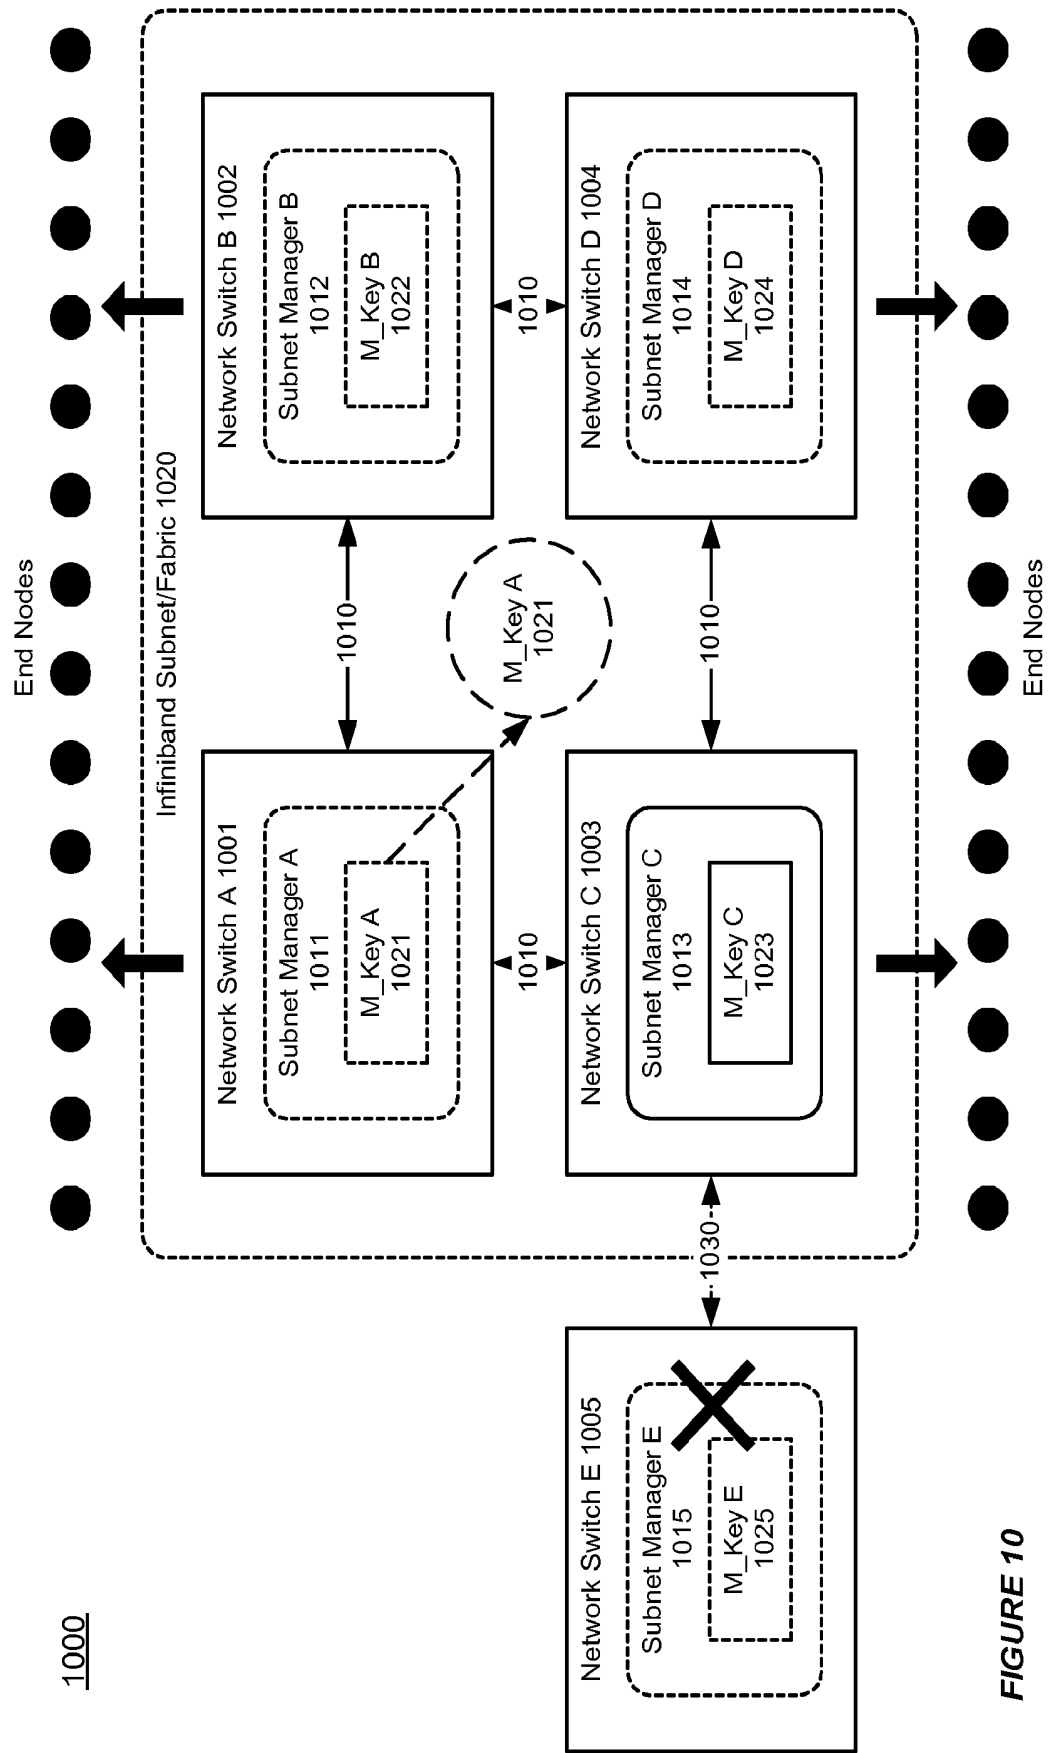 1000
End Nodes
Infiniband Subnet/Fabric 1020
Network Switch A 1001
Subnet Manager A
1011
M_Key A
1021
1010
Network Switch B 1002
Subnet Manager B
1012
M_Key B
1022
1010
M_Key A
1021
1010
Network Switch E 1005
Subnet Manager E
1015
M_Key E
1025
1030
Network Switch C 1003
Subnet Manager C
1013
M_Key C
1023
1010
Network Switch D 1004
Subnet Manager D
1014
M_Key D
1024
End Nodes
FIGURE 10